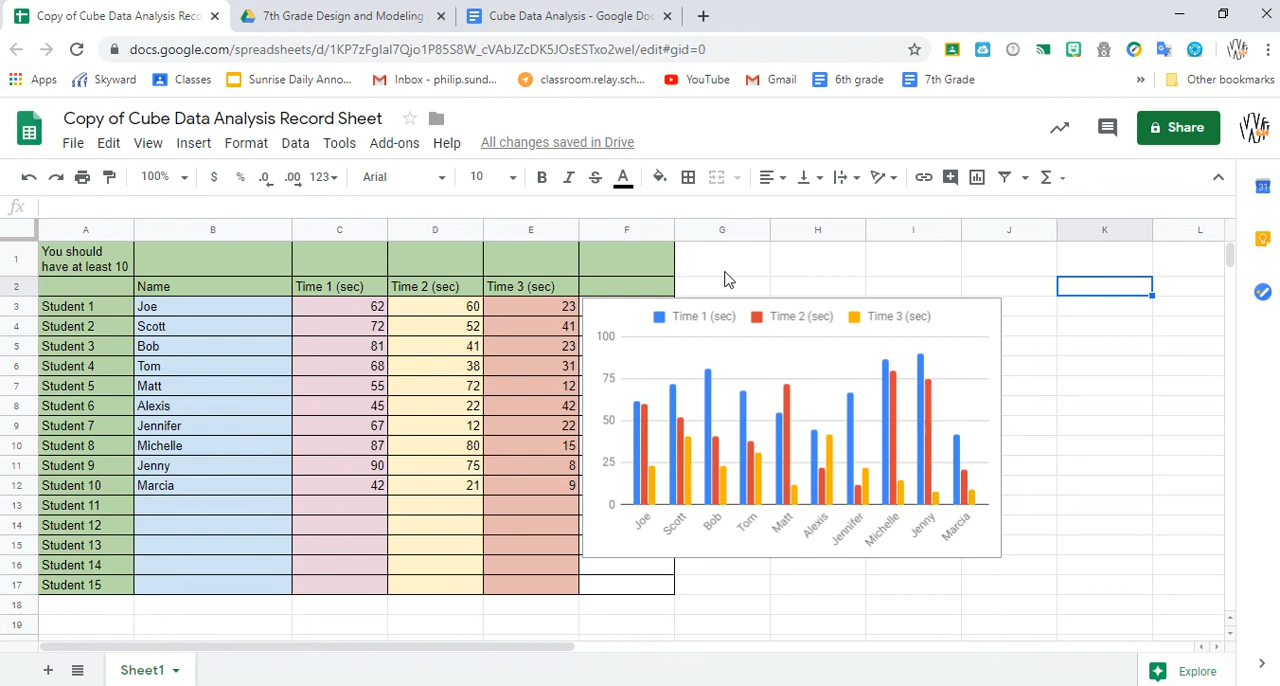 Copy of Cube Data Analysis Reco
7th Grade Design and Modeling
Cube Data Analysis - Google Doc
docs.google.com/spreadsheets/d/1KP7zFgIaI7Qjo1P85S8W_cVAbJZcDK5JOsESTxo2weI/edit#gid=0
Apps Skyward Classes Sunrise Daily Anno... Inbox - philip.sund... classroom.relay.sch... YouTube Gmail 6th grade 7th Grade » Other bookmarks
Copy of Cube Data Analysis Record Sheet
Share
File Edit View Insert Format Data Tools Add-ons Help All changes saved in Drive
100% $ % .0 .00 123 Arial 10 B I S A
fx
A B C D E F G H I J K L
1 You should
have at least 10
2 Name Time 1 (sec) Time 2 (sec) Time 3 (sec)
3 Student 1 Joe 62 60 23
4 Student 2 Scott 72 52 41
5 Student 3 Bob 81 41 23
6 Student 4 Tom 68 38 31
7 Student 5 Matt 55 72 12
8 Student 6 Alexis 45 22 42
9 Student 7 Jennifer 67 12 22
10 Student 8 Michelle 87 80 15
11 Student 9 Jenny 90 75 8
12 Student 10 Marcia 42 21 9
13 Student 11
14 Student 12
15 Student 13
16 Student 14
17 Student 15
18
19
Time 1 (sec) Time 2 (sec) Time 3 (sec)
100
75
50
25
0
Joe Scott Bob Tom Matt Alexis Jennifer Michelle Jenny Marcia
31
Sheet1
Explore